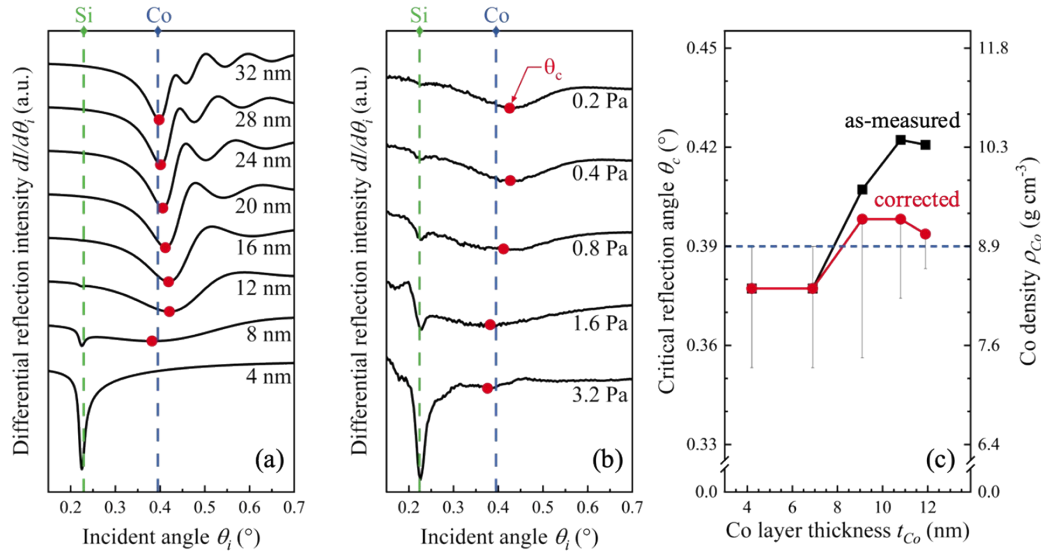 Si
Co
Differential reflection intensity dI/dθi (a.u.)
32 nm
28 nm
24 nm
20 nm
16 nm
12 nm
8 nm
4 nm
(a)
0.2
0.3
0.4
0.5
0.6
0.7
Incident angle θi (°)
Si
Co
Differential reflection intensity dI/dθi (a.u.)
θc
0.2 Pa
0.4 Pa
0.8 Pa
1.6 Pa
3.2 Pa
(b)
0.2
0.3
0.4
0.5
0.6
0.7
Incident angle θi (°)
Critical reflection angle θc (°)
0.45
0.42
0.39
0.36
0.33
0.0
as-measured
corrected
(c)
11.8
10.3
8.9
7.6
6.4
0.0
Co density ρCo (g cm-3)
4
6
8
10
12
Co layer thickness tCo (nm)